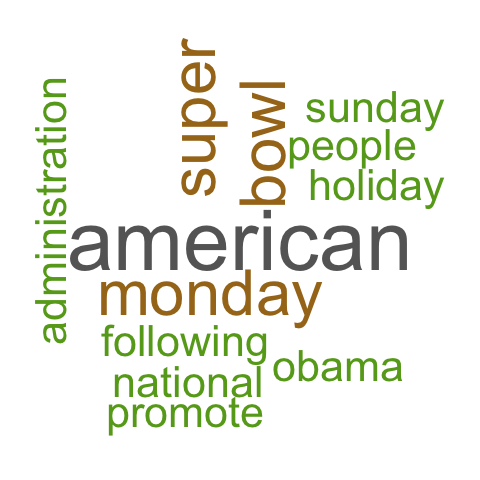 super
bowl
sunday
people
holiday
administration
american
monday
following
obama
national
promote